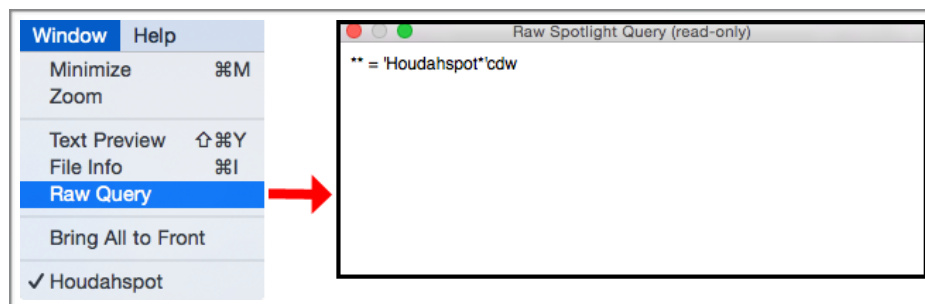 Window Help
Minimize ⌘M
Zoom
Text Preview ⇧⌘Y
File Info ⌘I
Raw Query
Bring All to Front
✓ Houdahspot
Raw Spotlight Query (read-only)
** = 'Houdahspot*'cdw